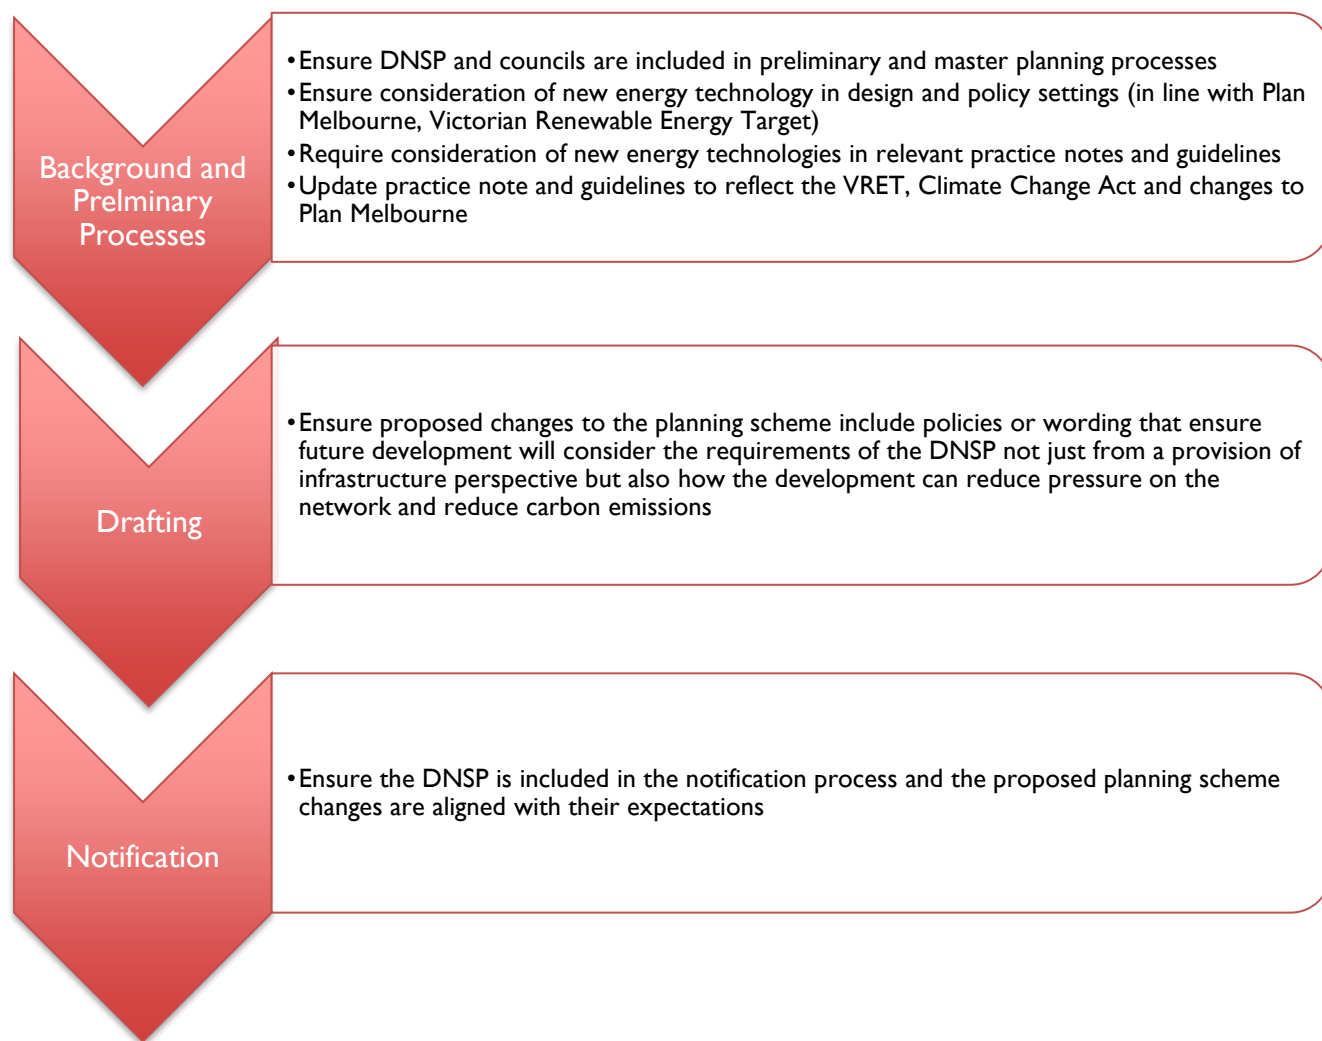 Background and
Prelminary
Processes
•Ensure DNSP and councils are included in preliminary and master planning processes
•Ensure consideration of new energy technology in design and policy settings (in line with Plan
Melbourne, Victorian Renewable Energy Target)
•Require consideration of new energy technologies in relevant practice notes and guidelines
•Update practice note and guidelines to reflect the VRET, Climate Change Act and changes to
Plan Melbourne
Drafting
•Ensure proposed changes to the planning scheme include policies or wording that ensure
future development will consider the requirements of the DNSP not just from a provision of
infrastructure perspective but also how the development can reduce pressure on the
network and reduce carbon emissions
Notification
•Ensure the DNSP is included in the notification process and the proposed planning scheme
changes are aligned with their expectations